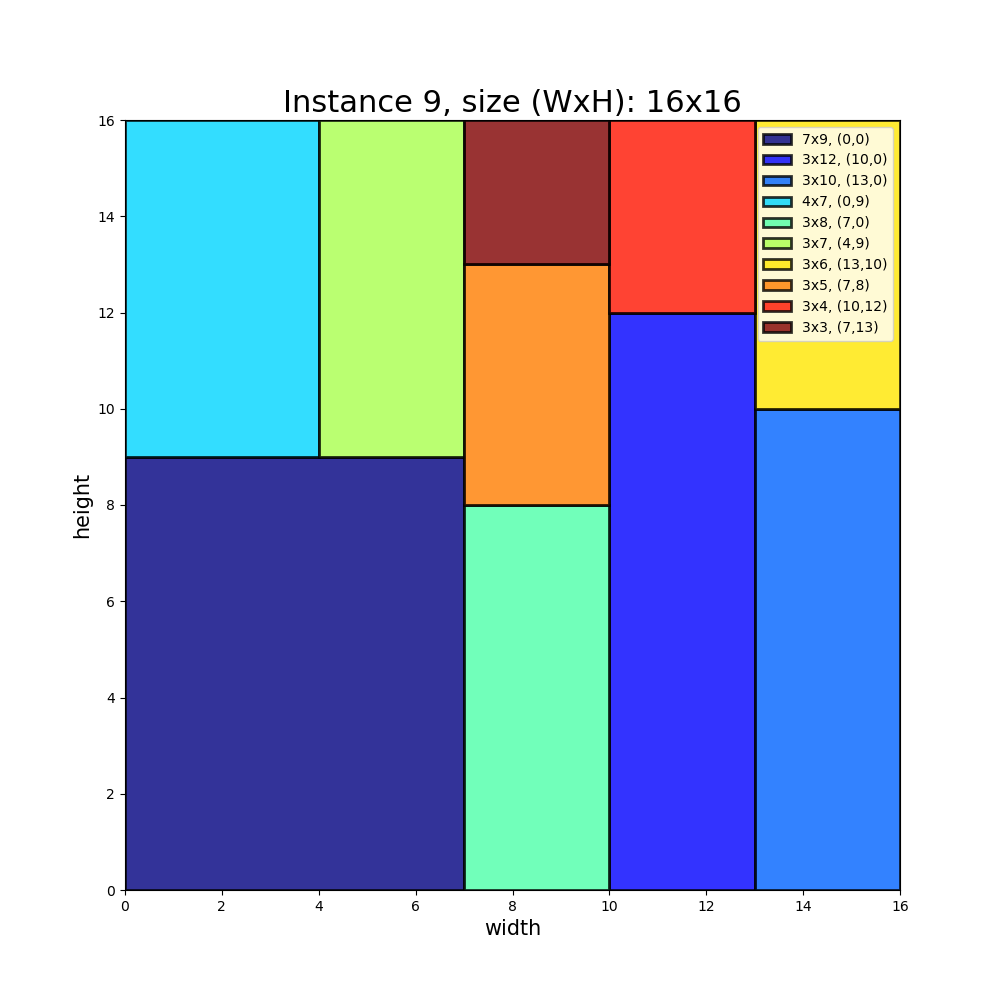 Instance 9, size (WxH): 16x16
16
14
12
10
8
6
4
2
0
height
7x9, (0,0)
3x12, (10,0)
3x10, (13,0)
4x7, (0,9)
3x8, (7,0)
3x7, (4,9)
3x6, (13,10)
3x5, (7,8)
3x4, (10,12)
3x3, (7,13)
0 2 4 6 8 10 12 14 16
width